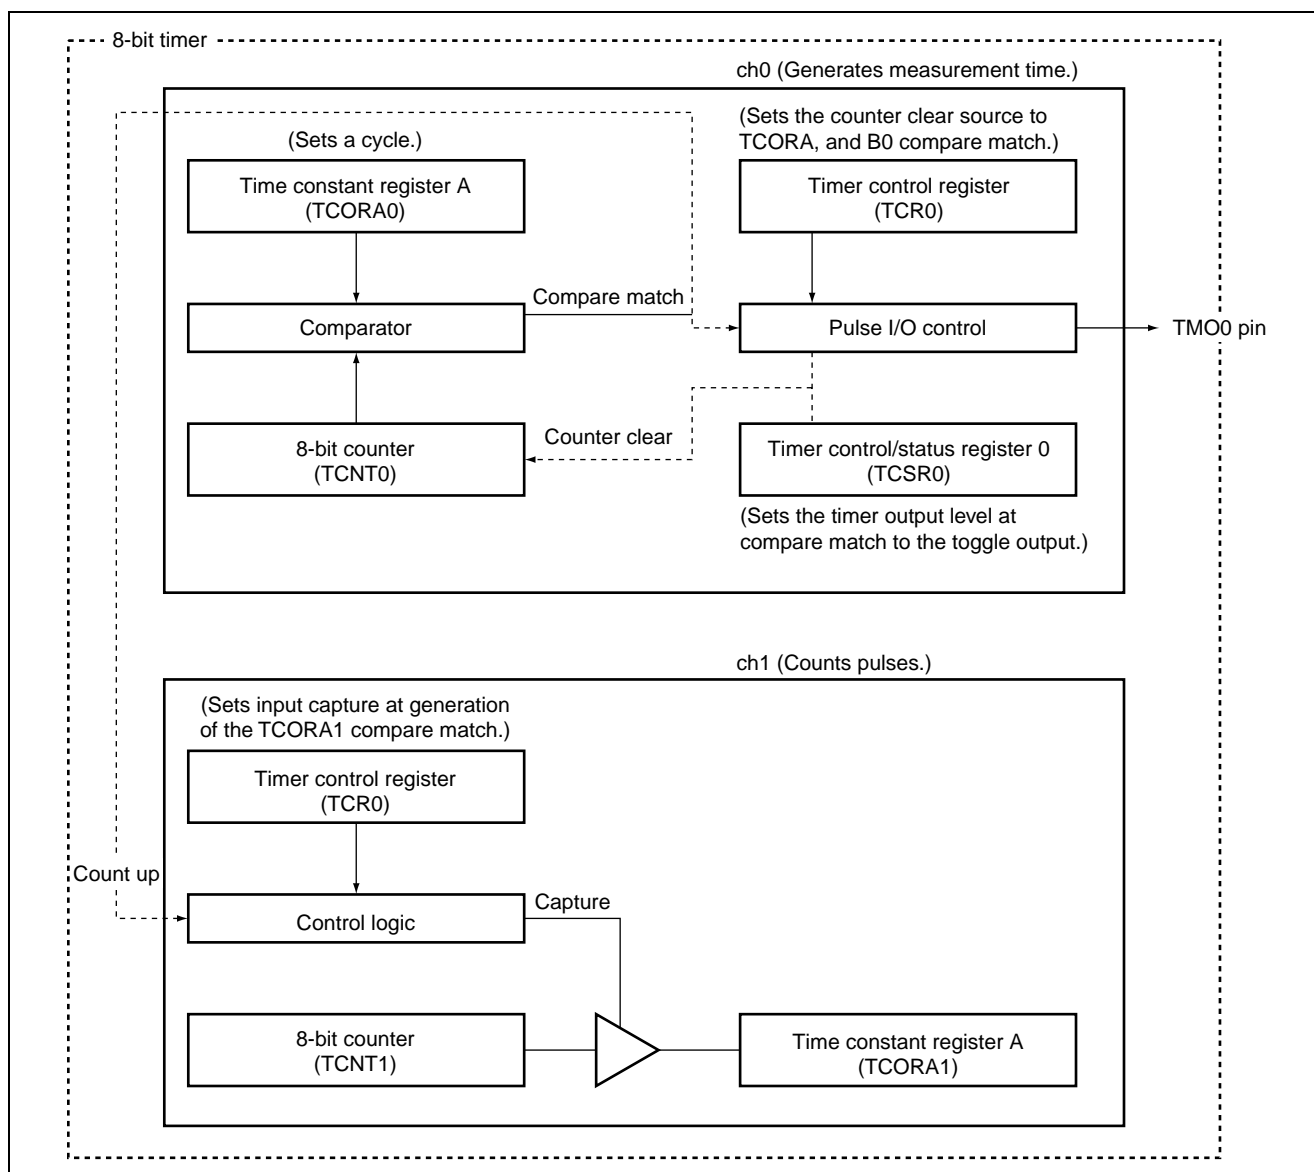 8-bit timer
ch0 (Generates measurement time.)
(Sets a cycle.)
(Sets the counter clear source to
TCORA, and B0 compare match.)
Time constant register A
(TCORA0)
Timer control register
(TCR0)
Comparator
Compare match
Pulse I/O control
TMO0 pin
8-bit counter
(TCNT0)
Counter clear
Timer control/status register 0
(TCSR0)
(Sets the timer output level at
compare match to the toggle output.)
ch1 (Counts pulses.)
(Sets input capture at generation
of the TCORA1 compare match.)
Timer control register
(TCR0)
Count up
Control logic
Capture
8-bit counter
(TCNT1)
Time constant register A
(TCORA1)